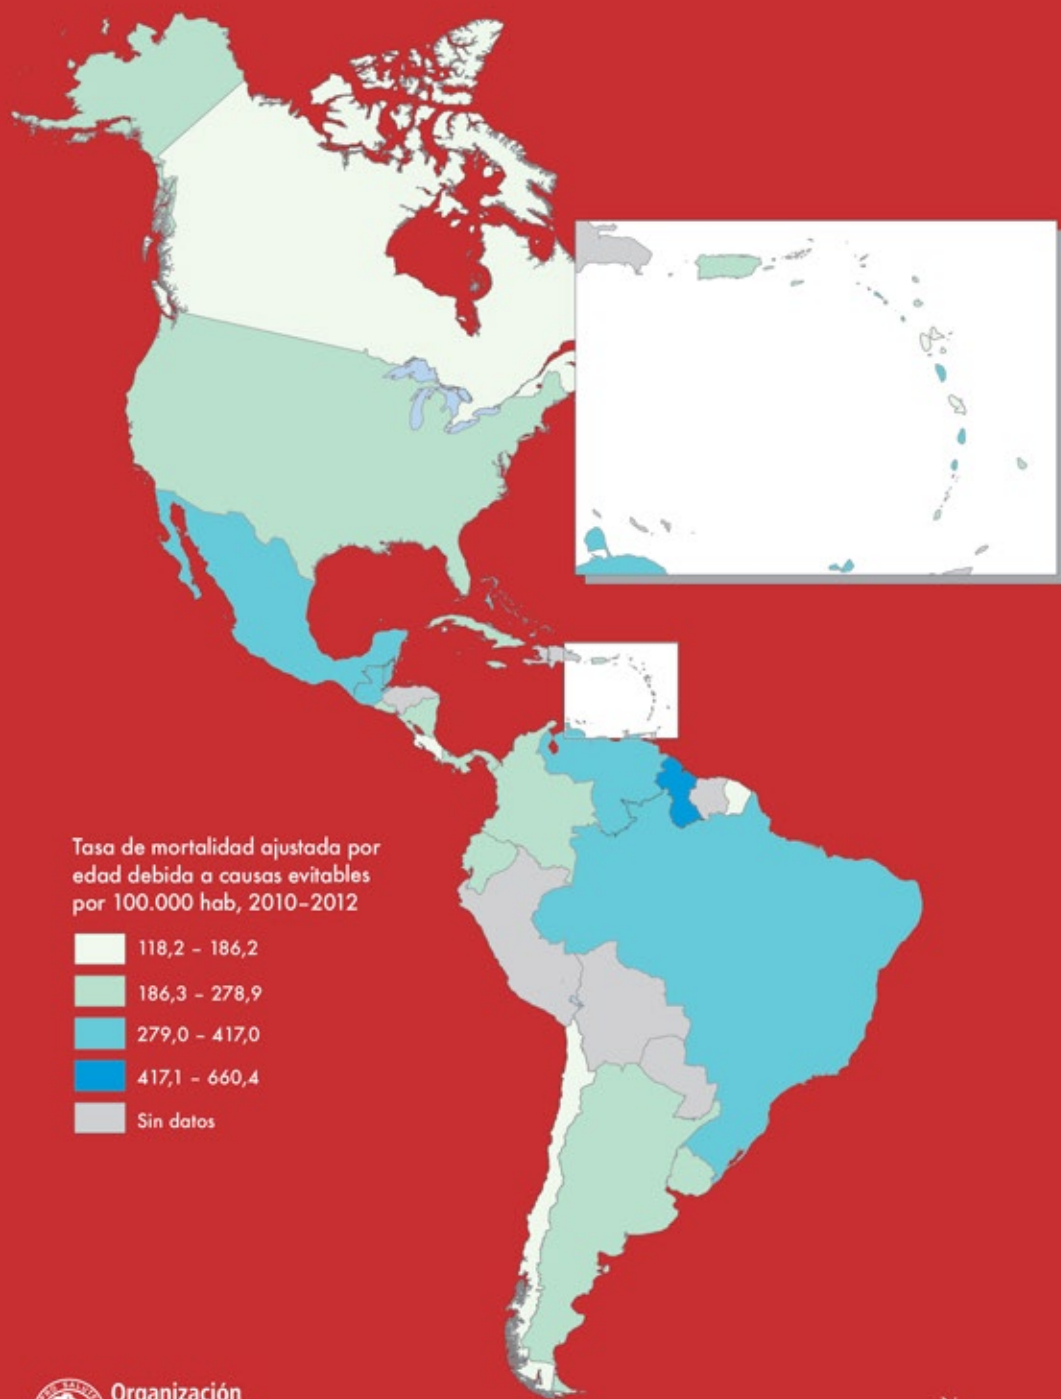 Tasa de mortalidad ajustada por
edad debida a causas evitables
por 100.000 hab, 2010–2012
118,2 – 186,2
186,3 – 278,9
279,0 – 417,0
417,1 – 660,4
Sin datos
Organización